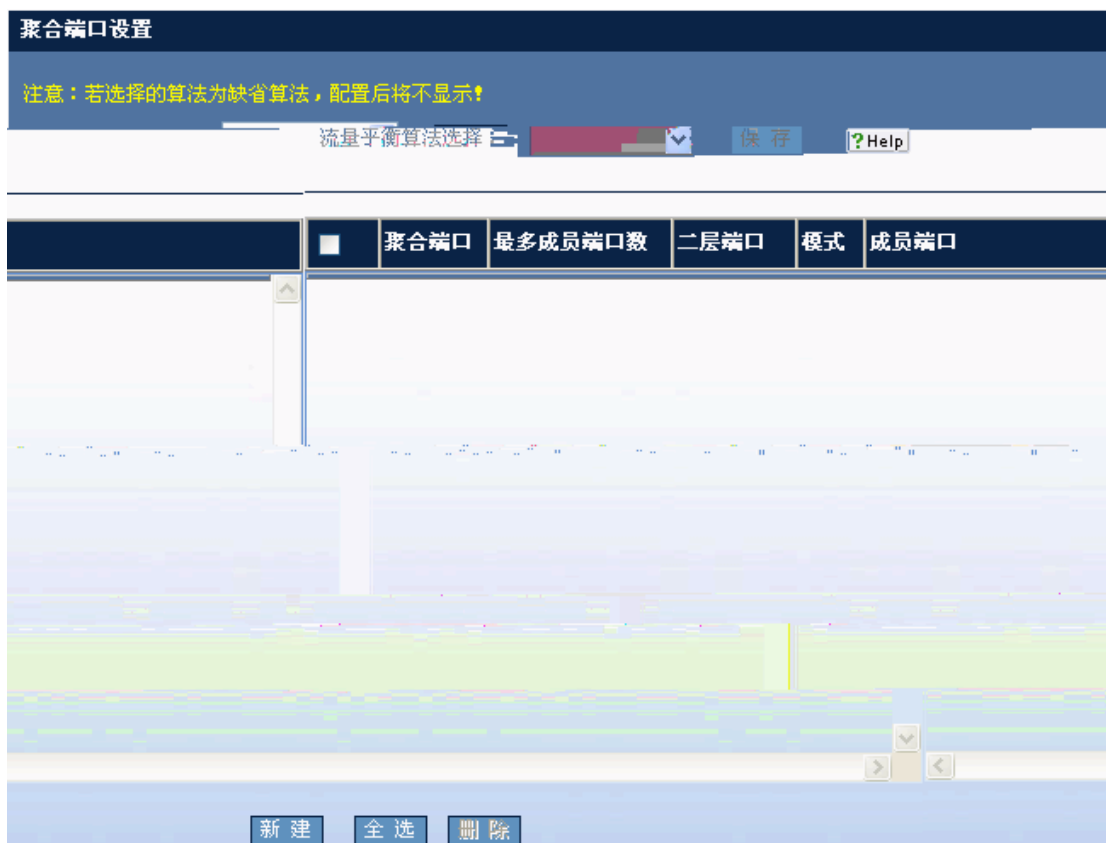 聚合端口设置
注意：若选择的算法为缺省算法，配置后将不显示！
流量平衡算法选择 保 存 ?Help
聚合端口 最多成员端口数 二层端口 模式 成员端口
新 建 全 选 删 除